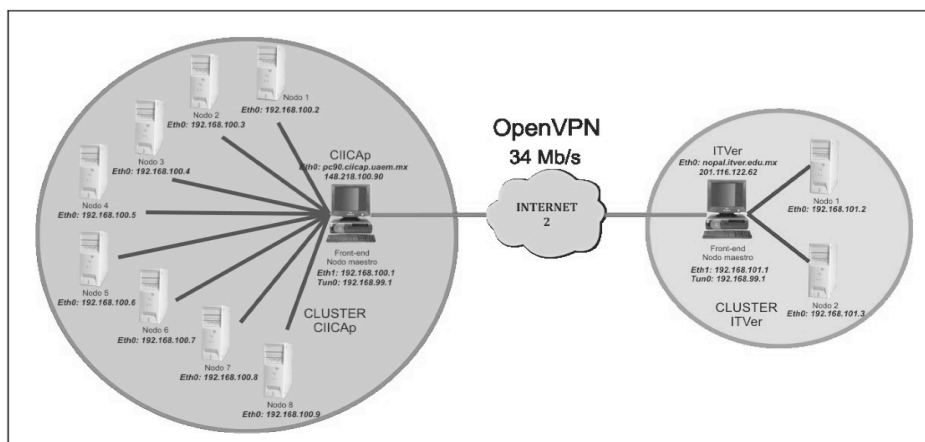 Nodo 1
Eth0: 192.168.100.2
Nodo 2
Eth0: 192.168.100.3
Nodo 3
Eth0: 192.168.100.4
Nodo 4
Eth0: 192.168.100.5
Nodo 5
Eth0: 192.168.100.6
Nodo 6
Eth0: 192.168.100.7
Nodo 7
Eth0: 192.168.100.8
Nodo 8
Eth0: 192.168.100.9
CIICAp
Eth0: pc90.ciicap.uaem.mx
148.218.100.90
Front-end
Nodo maestro
Eth1: 192.168.100.1
Tun0: 192.168.99.1
CLUSTER
CIICAp
OpenVPN
34 Mb/s
INTERNET
2
ITVer
Eth0: nopal.itver.edu.mx
201.116.122.62
Front-end
Nodo maestro
Eth1: 192.168.101.1
Tun0: 192.168.99.1
Nodo 1
Eth0: 192.168.101.2
Nodo 2
Eth0: 192.168.101.3
CLUSTER
ITVer